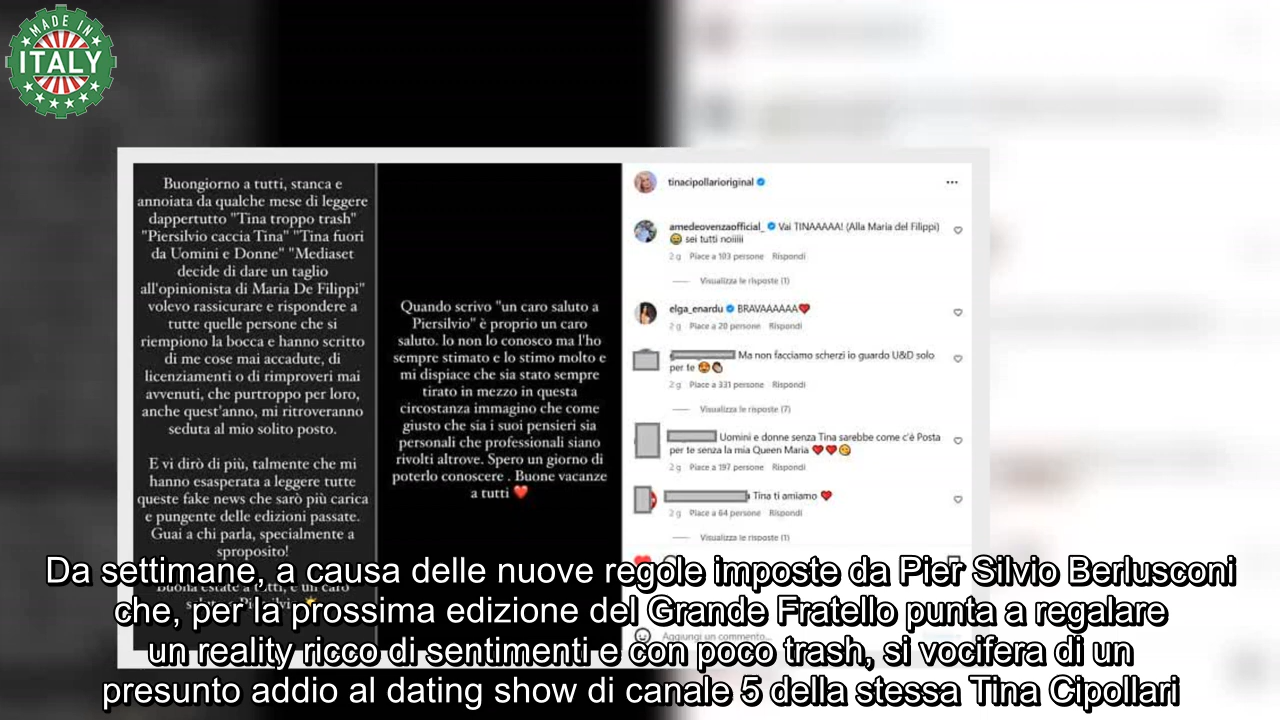 MADE IN
ITALY
Buongiorno a tutti, stanca e
annoiata da qualche mese di leggere
dappertutto "Tina troppo trash"
"Piersilvio caccia Tina" "Tina fuori
da Uomini e Donne" "Mediaset
decide di dare un taglio
all'opinionista di Maria De Filippi"
volevo rassicurare e rispondere a
tutte quelle persone che si
riempiono la bocca e hanno scritto
di me cose mai accadute, di
licenziamenti o di rimproveri mai
avvenuti, che purtroppo per loro,
anche quest'anno, mi ritroveranno
seduta al mio solito posto.
E vi dirò di più, talmente che mi
hanno esasperata a leggere tutte
queste fake news che sarò più carica
e pungente delle edizioni passate.
Guai a chi parla, specialmente a
sproposito!
Buona estate a tutti, e un caro
Quando scrivo "un caro saluto a
Piersilvio" è proprio un caro
saluto. Io non lo conosco ma l'ho
sempre stimato e lo stimo molto e
mi dispiace che sia stato sempre
tirato in mezzo in questa
circostanza immagino che come
giusto che sia i suoi pensieri sia
personali che professionali siano
rivolti altrove. Spero un giorno di
poterlo conoscere . Buone vacanze
a tutti ❤️
tinacipollarioriginal
amedeovenzaofficial_ Vai TINAAAAA! (Alla Maria del Filippi)
😄 sei tutti noiiiii
2 g Piace a 103 persone Rispondi
Visualizza le risposte (1)
elga_enardu BRAVAAAAAA❤️
2 g Piace a 20 persone Rispondi
Ma non facciamo scherzi io guardo U&D solo
per te 😍👏
2 g Piace a 331 persone Rispondi
Visualizza le risposte (7)
Uomini e donne senza Tina sarebbe come c'è Posta
per te senza la mia Queen Maria ❤️❤️😘
2 g Piace a 197 persone Rispondi
Tina ti amiamo ❤️
2 g Piace a 64 persone Rispondi
Visualizza le risposte (1)
Aggiungi un commento...
Da settimane, a causa delle nuove regole imposte da Pier Silvio Berlusconi
che, per la prossima edizione del Grande Fratello punta a regalare
un reality ricco di sentimenti e con poco trash, si vocifera di un
presunto addio al dating show di canale 5 della stessa Tina Cipollari